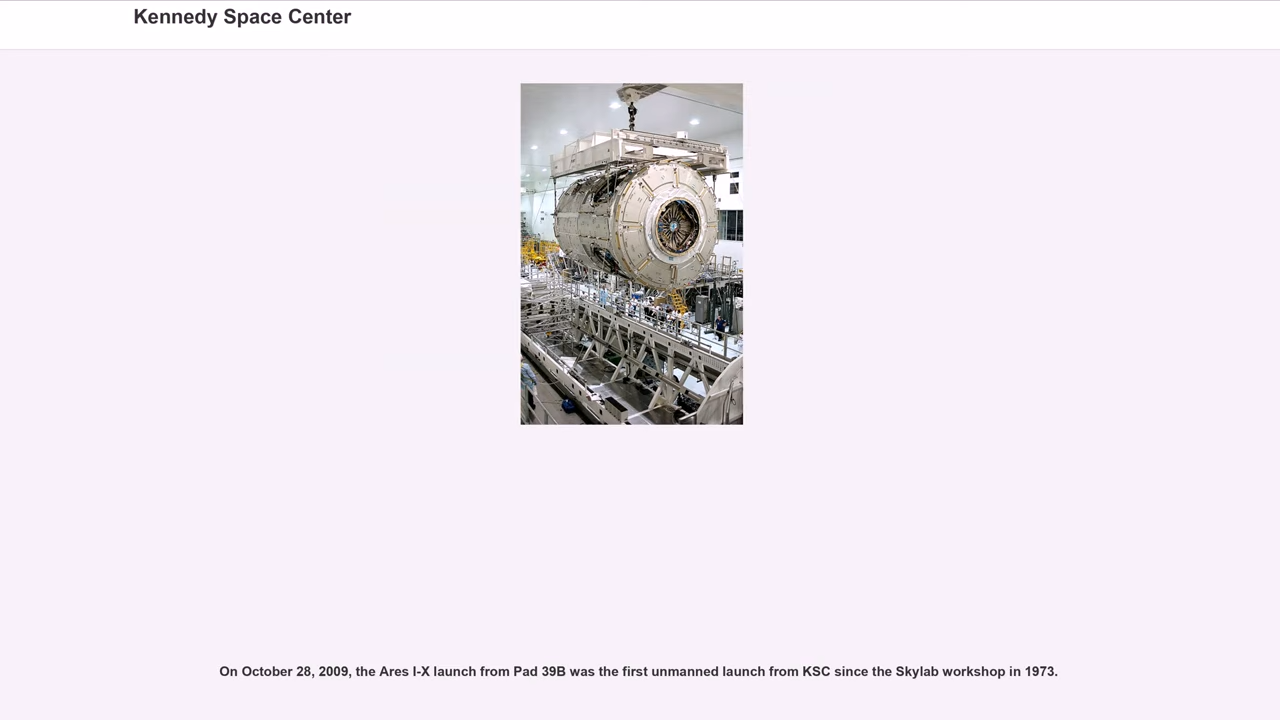 Kennedy Space Center
On October 28, 2009, the Ares I-X launch from Pad 39B was the first unmanned launch from KSC since the Skylab workshop in 1973.